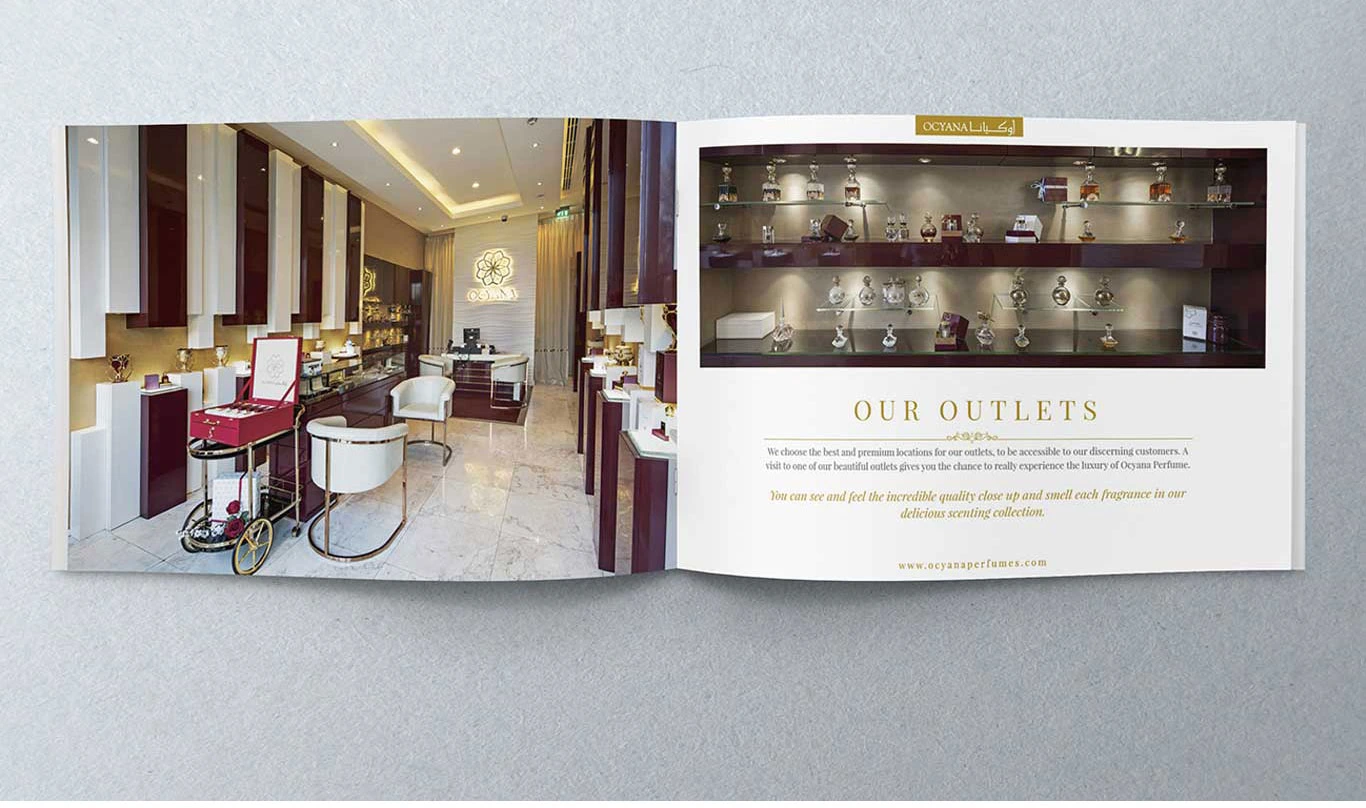 OCYANA
OCYANA أوكيانا
OUR OUTLETS
We choose the best and premium locations for our outlets, to be accessible to our discerning customers. A
visit to one of our beautiful outlets gives you the chance to really experience the luxury of Ocyana Perfume.
You can see and feel the incredible quality close up and smell each fragrance in our
delicious scenting collection.
www.ocyanaperfumes.com